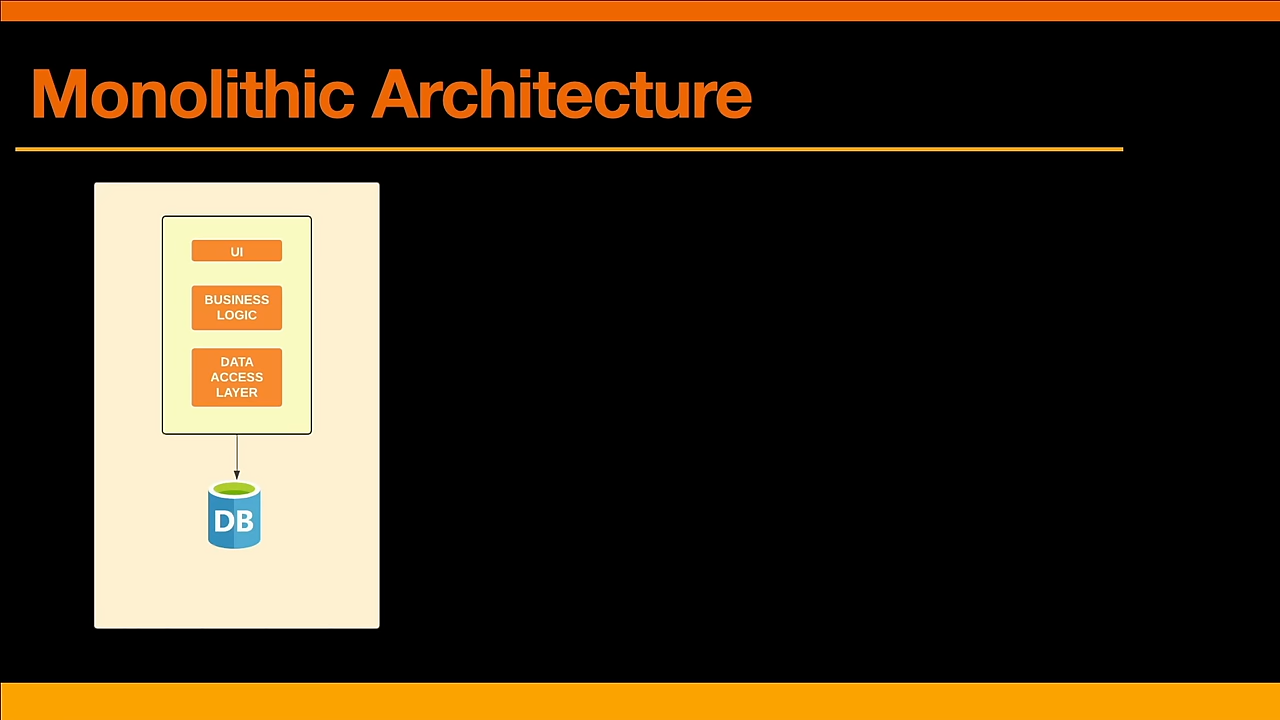 Monolithic Architecture
UI
BUSINESS
LOGIC
DATA
ACCESS
LAYER
DB